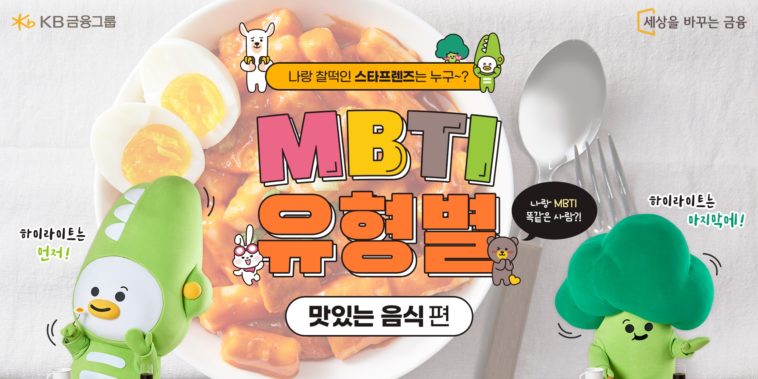 KB 금융그룹
세상을 바꾸는 금융
나랑 찰떡인 스타프렌즈는 누구~?
MBTI
유형별
나랑 MBTI
똑같은 사람?!
하이라이트는
먼저!
하이라이트는
마지막에!
맛있는 음식 편